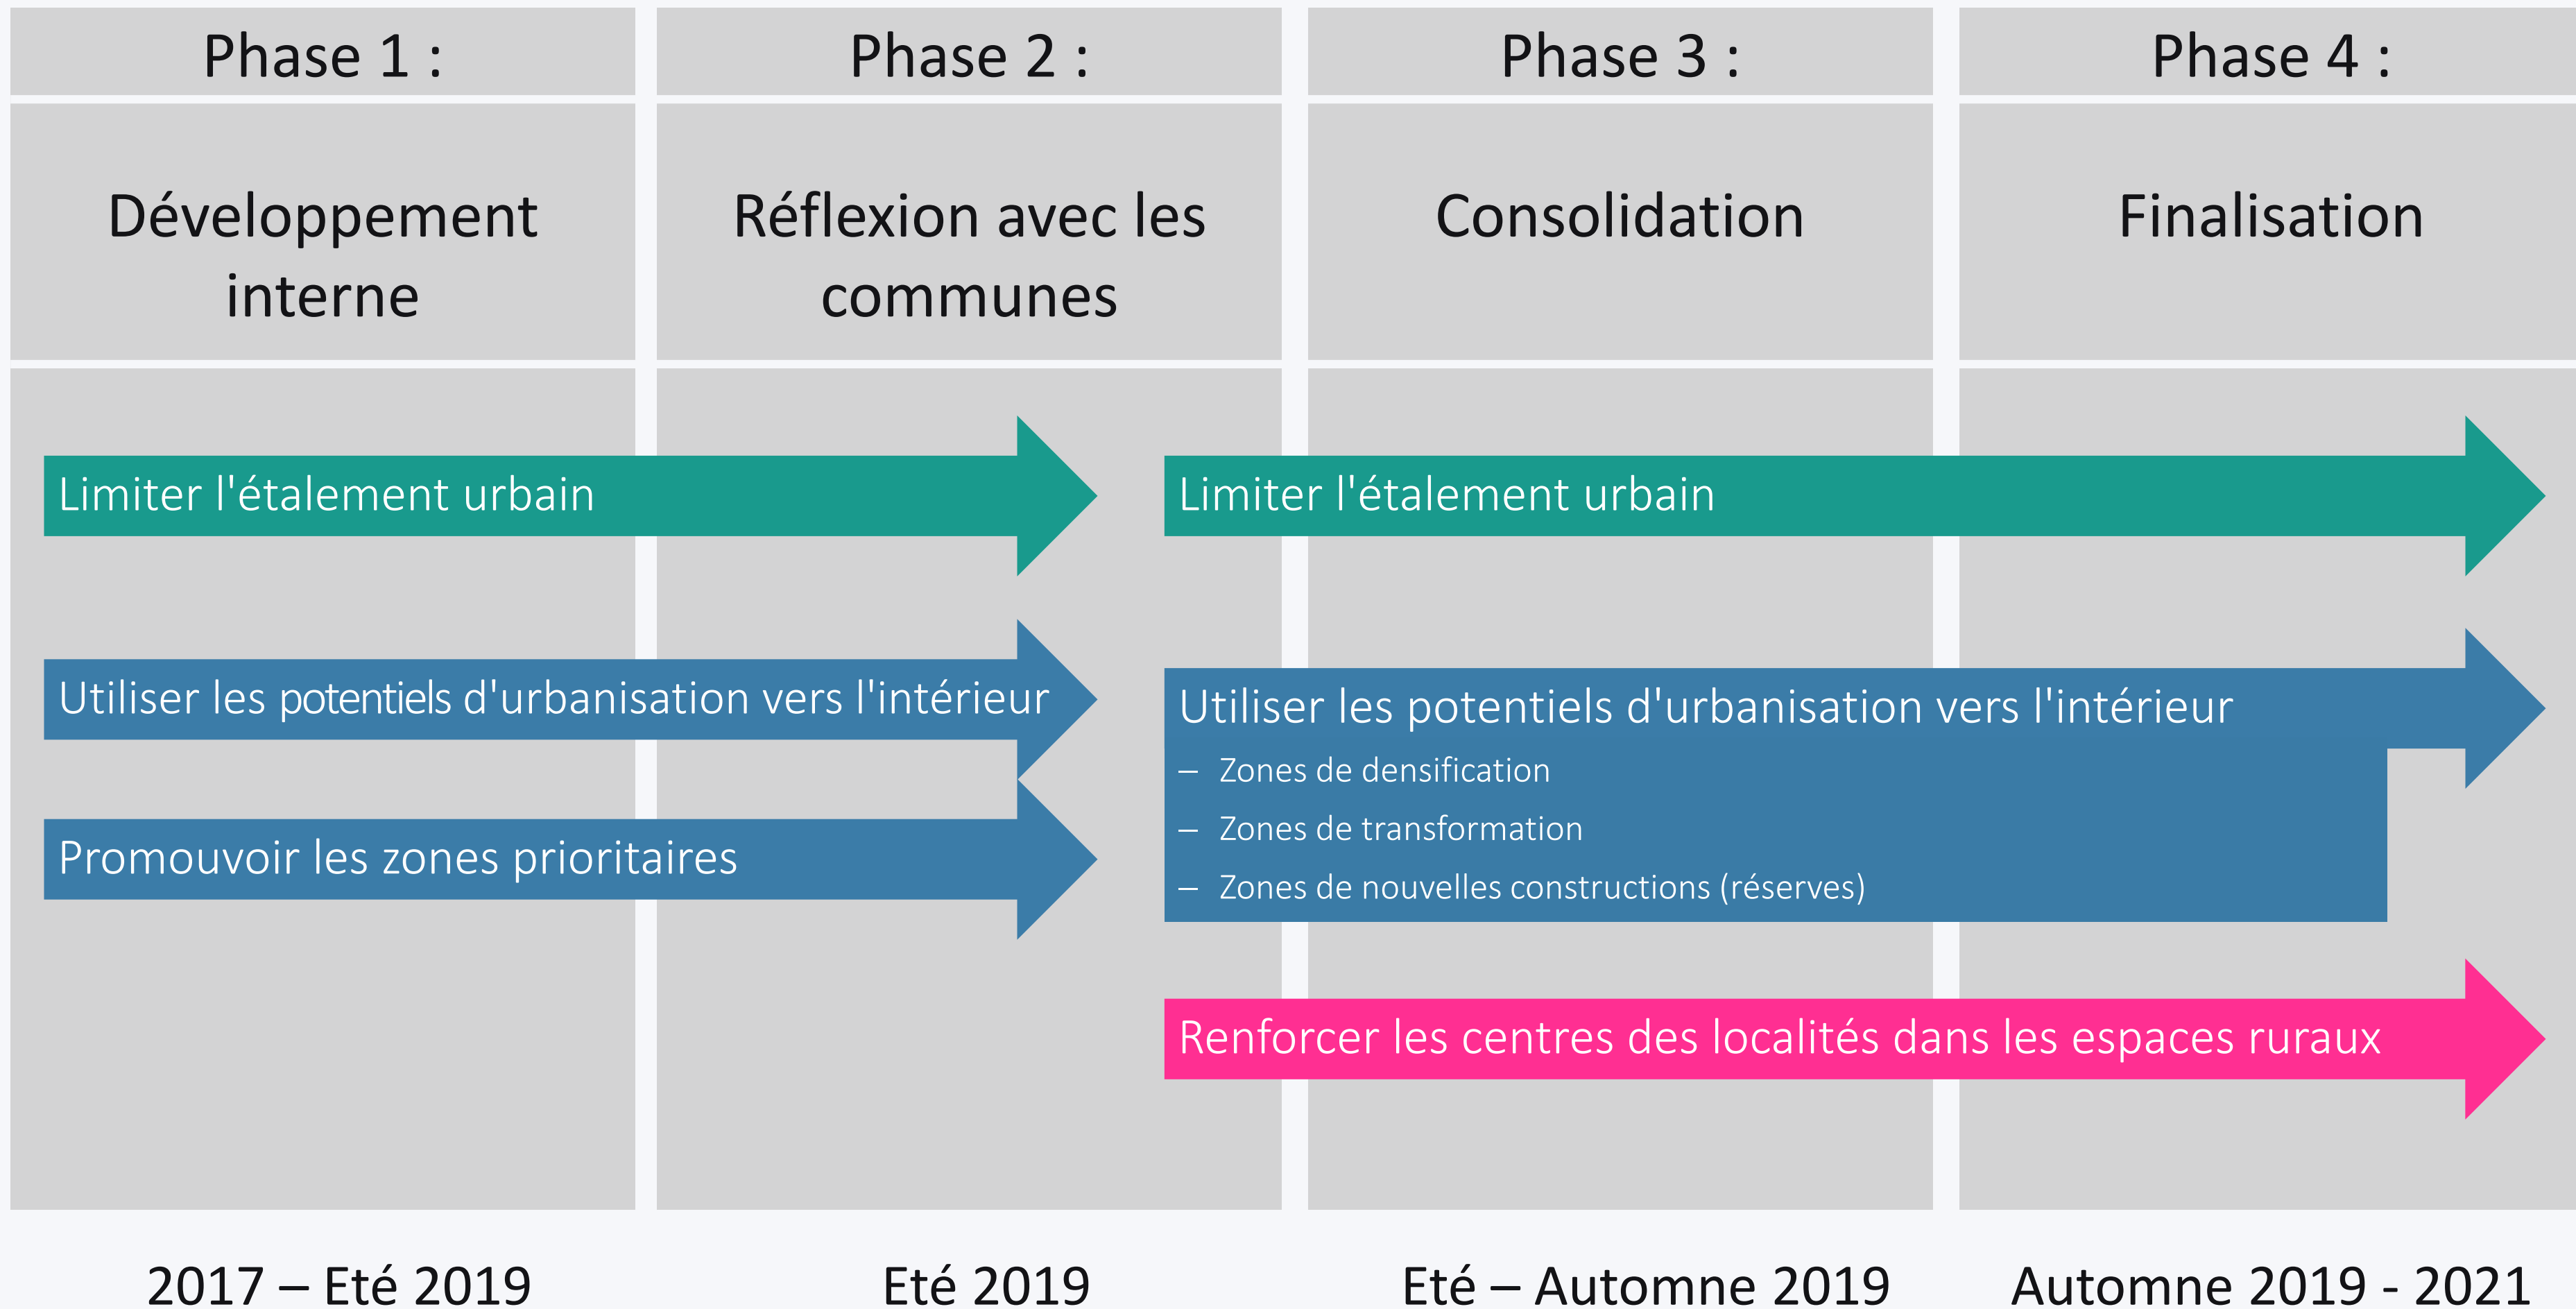 Phase 1 :
Phase 2 :
Phase 3 :
Phase 4 :
Développement
interne
Réflexion avec les
communes
Consolidation
Finalisation
Limiter l'étalement urbain
Limiter l'étalement urbain
Utiliser les potentiels d'urbanisation vers l'intérieur
Promouvoir les zones prioritaires
Utiliser les potentiels d'urbanisation vers l'intérieur
– Zones de densification
– Zones de transformation
– Zones de nouvelles constructions (réserves)
Renforcer les centres des localités dans les espaces ruraux
2017 – Eté 2019
Eté 2019
Eté – Automne 2019
Automne 2019 - 2021